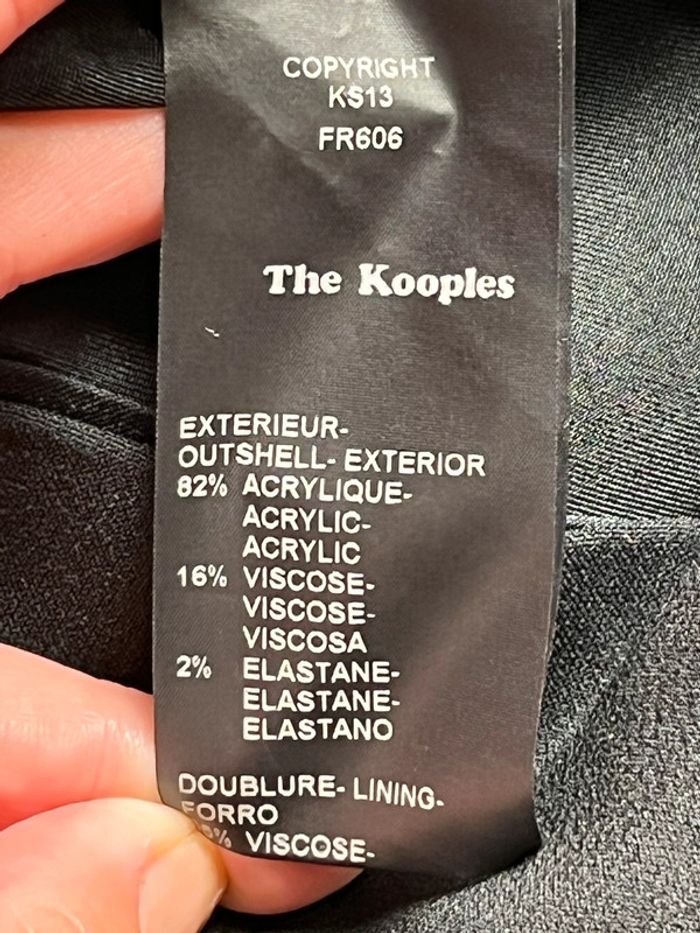 COPYRIGHT
KS13
FR606
The Kooples
EXTERIEUR-
OUTSHELL- EXTERIOR
82% ACRYLIQUE-
ACRYLIC-
ACRYLIC
16% VISCOSE-
VISCOSE-
VISCOSA
2% ELASTANE-
ELASTANE-
ELASTANO
DOUBLURE- LINING-
FORRO
VISCOSE-